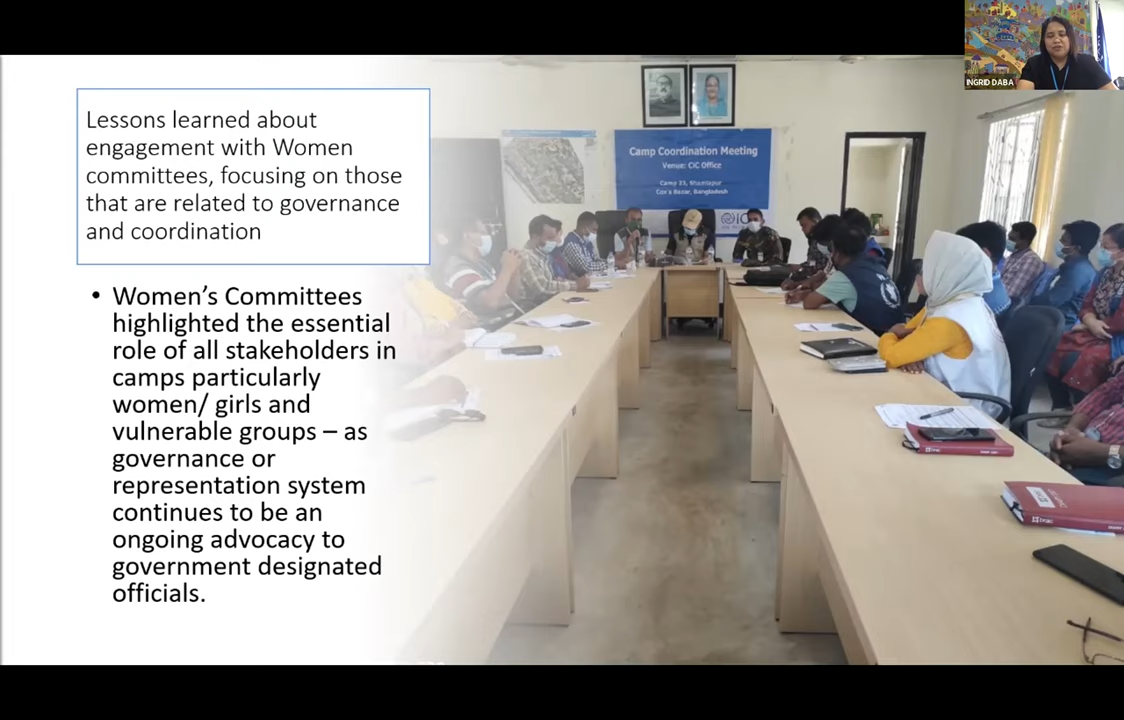 INGRID DABA
Lessons learned about
engagement with Women
committees, focusing on those
that are related to governance
and coordination
• Women’s Committees
highlighted the essential
role of all stakeholders in
camps particularly
women/ girls and
vulnerable groups – as
governance or
representation system
continues to be an
ongoing advocacy to
government designated
officials.
Camp Coordination Meeting
Venue: CiC Office
Camp 23, Shamlapur
Cox's Bazar, Bangladesh